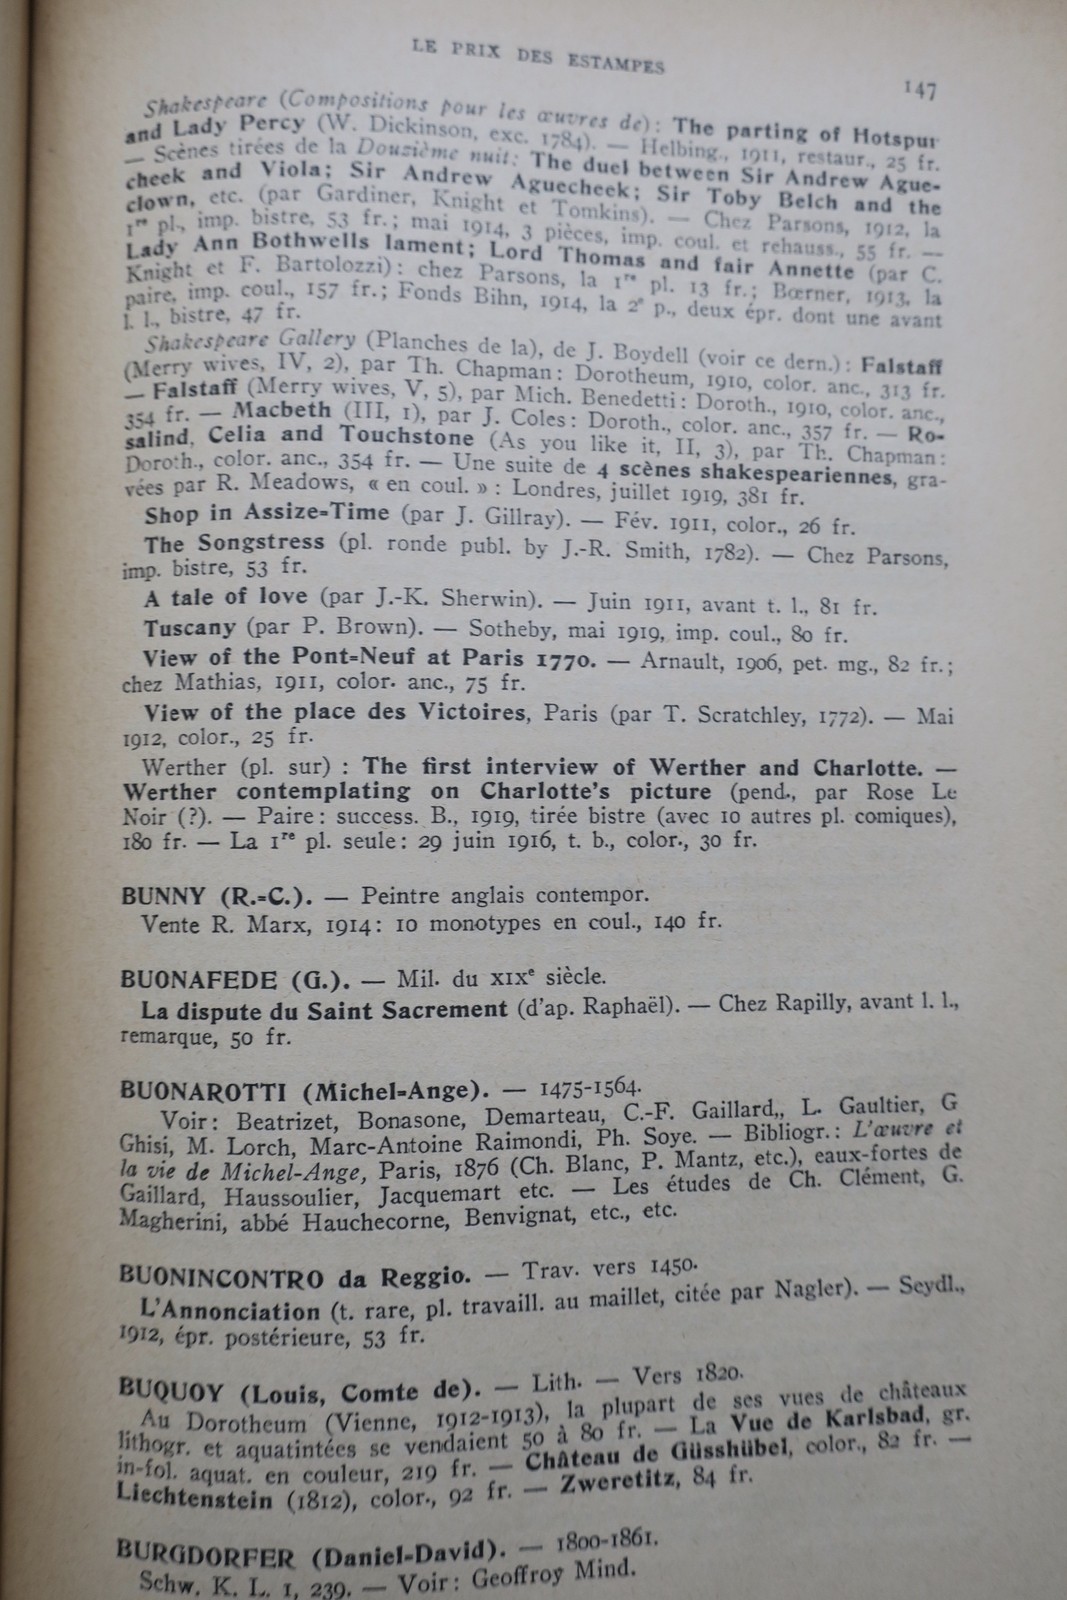 LE PRIX DES ESTAMPES
147
Shakespeare (Compositions pour les œuvres de): The parting of Hotspur
and Lady Percy (W. Dickinson, exc. 1784). — Helbing., 1911, restaur., 25 fr.
— Scènes tirées de la Douzième nuit: The duel between Sir Andrew Ague-
cheek and Viola; Sir Andrew Aguecheek; Sir Toby Belch and the
clown, etc. (par Gardiner, Knight et Tomkins). — Chez Parsons, 1912, la
1re pl., imp. bistre, 53 fr.; mai 1914, 3 pièces, imp. coul. et rehauss., 55 fr. —
Lady Ann Bothwells lament; Lord Thomas and fair Annette (par C.
Knight et F. Bartolozzi): chez Parsons, la 1re pl. 13 fr.; Bœrner, 1913, la
paire, imp. coul., 157 fr.; Fonds Bihn, 1914, la 2e p., deux épr. dont une avant
l. l., bistre, 47 fr.
Shakespeare Gallery (Planches de la), de J. Boydell (voir ce dern.): Falstaff
(Merry wives, IV, 2), par Th. Chapman: Dorotheum, 1910, color. anc., 313 fr.
— Falstaff (Merry wives, V, 5), par Mich. Benedetti: Doroth., 1910, color. anc.,
354 fr. — Macbeth (III, 1), par J. Coles: Doroth., color. anc., 357 fr. — Ro-
salind, Celia and Touchstone (As you like it, II, 3), par Th. Chapman:
Doroth., color. anc., 354 fr. — Une suite de 4 scènes shakespeariennes, gra-
vées par R. Meadows, « en coul. » : Londres, juillet 1919, 381 fr.
Shop in Assize-Time (par J. Gillray). — Fév. 1911, color., 26 fr.
The Songstress (pl. ronde publ. by J.-R. Smith, 1782). — Chez Parsons,
imp. bistre, 53 fr.
A tale of love (par J.-K. Sherwin). — Juin 1911, avant t. l., 81 fr.
Tuscany (par P. Brown). — Sotheby, mai 1919, imp. coul., 80 fr.
View of the Pont-Neuf at Paris 1770. — Arnault, 1906, pet. mg., 82 fr.;
chez Mathias, 1911, color. anc., 75 fr.
View of the place des Victoires, Paris (par T. Scratchley, 1772). — Mai
1912, color., 25 fr.
Werther (pl. sur) : The first interview of Werther and Charlotte. —
Werther contemplating on Charlotte's picture (pend., par Rose Le
Noir (?). — Paire: success. B., 1919, tirée bistre (avec 10 autres pl. comiques),
180 fr. — La 1re pl. seule: 29 juin 1916, t. b., color., 30 fr.
BUNNY (R.-C.). — Peintre anglais contempor.
Vente R. Marx, 1914: 10 monotypes en coul., 140 fr.
BUONAFEDE (G.). — Mil. du XIXe siècle.
La dispute du Saint Sacrement (d'ap. Raphaël). — Chez Rapilly, avant l. l.,
remarque, 50 fr.
BUONAROTTI (Michel-Ange). — 1475-1564.
Voir: Beatrizet, Bonasone, Demarteau, C.-F. Gaillard,, L. Gaultier, G
Ghisi, M. Lorch, Marc-Antoine Raimondi, Ph. Soye. — Bibliogr.: L'œuvre et
la vie de Michel-Ange, Paris, 1876 (Ch. Blanc, P. Mantz, etc.), eaux-fortes de
Gaillard, Haussoulier, Jacquemart etc. — Les études de Ch. Clément, G.
Magherini, abbé Hauchecorne, Benvignat, etc., etc.
BUONINCONTRO da Reggio. — Trav. vers 1450.
L'Annonciation (t. rare, pl. travaill. au maillet, citée par Nagler). — Seydl.,
1912, épr. postérieure, 53 fr.
BUQUOY (Louis, Comte de). — Lith. — Vers 1820.
Au Dorotheum (Vienne, 1912-1913), la plupart de ses vues de châteaux
lithogr. et aquatintées se vendaient 50 à 80 fr. — La Vue de Karlsbad, gr.
in-fol. aquat. en couleur, 219 fr. — Château de Güsshübel, color., 82 fr. —
Liechtenstein (1812), color., 92 fr. — Zweretitz, 84 fr.
BURGDORFER (Daniel-David). — 1800-1861.
Schw. K. L. 1, 239. — Voir: Geoffroy Mind.